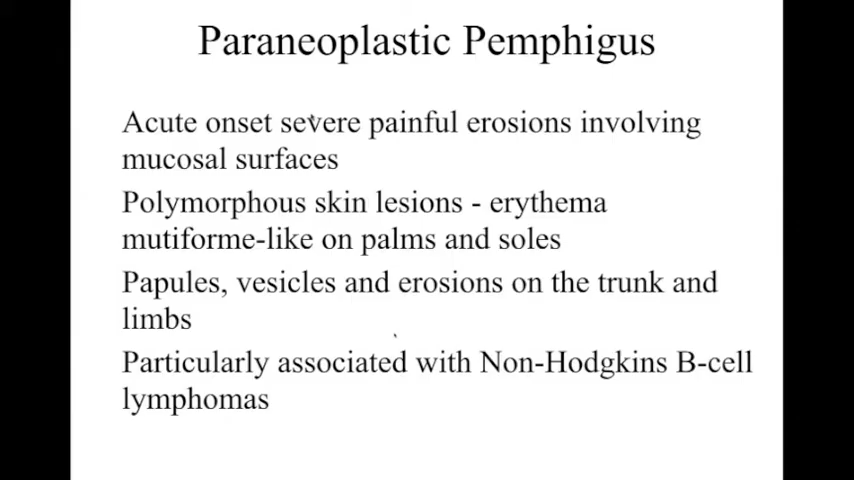 Paraneoplastic Pemphigus
Acute onset severe painful erosions involving
mucosal surfaces
Polymorphous skin lesions - erythema
mutiforme-like on palms and soles
Papules, vesicles and erosions on the trunk and
limbs
Particularly associated with Non-Hodgkins B-cell
lymphomas